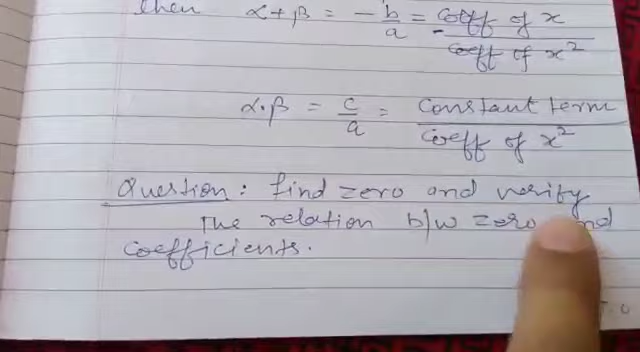 then α+β = -b/a = -coeff of x / coeff of x²
α.β = c/a = constant term / coeff of x²
Question: find zero and verify
The relation b/w zero and
coefficients.